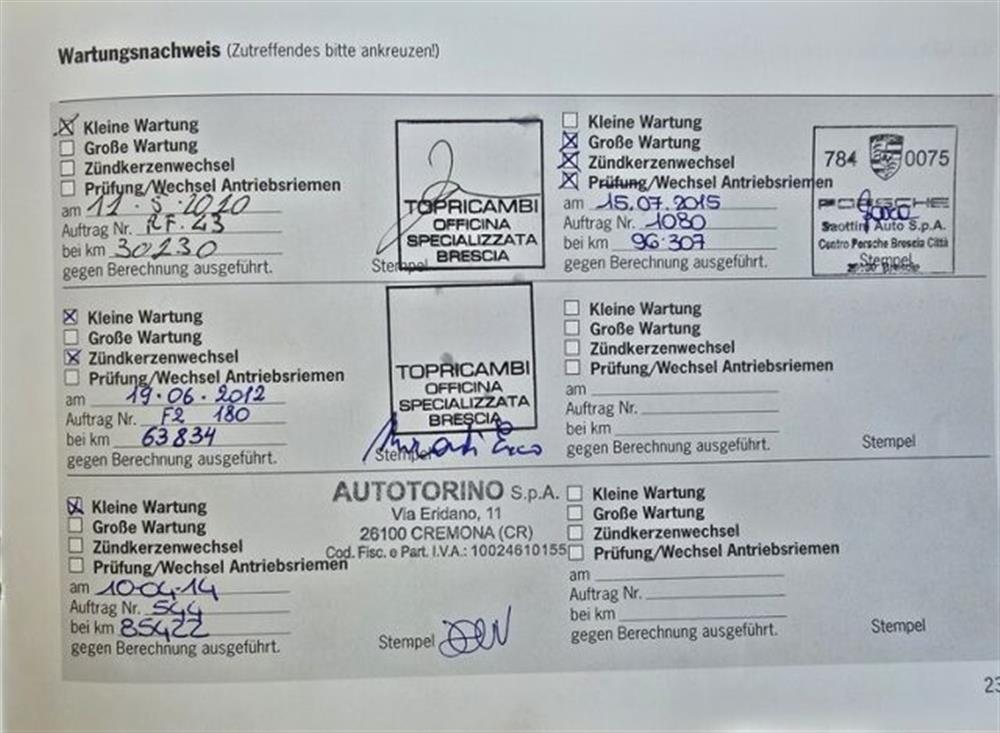 Wartungsnachweis (Zutreffendes bitte ankreuzen!)
Kleine Wartung
Große Wartung
Zündkerzenwechsel
Prüfung/Wechsel Antriebsriemen
am 11·5·2010
Auftrag Nr. RF·23
bei km 30230
gegen Berechnung ausgeführt.
TOPRICAMBI
OFFICINA
SPECIALIZZATA
BRESCIA
Stempel
Kleine Wartung
Große Wartung
Zündkerzenwechsel
Prüfung/Wechsel Antriebsriemen
am 19·06·2012
Auftrag Nr. F2 180
bei km 63834
gegen Berechnung ausgeführt.
TOPRICAMBI
OFFICINA
SPECIALIZZATA
BRESCIA
Stempel
Kleine Wartung
Große Wartung
Zündkerzenwechsel
Prüfung/Wechsel Antriebsriemen
am 10-04-14
Auftrag Nr. 544
bei km 85422
gegen Berechnung ausgeführt.
AUTOTORINO S.p.A.
Via Eridano, 11
26100 CREMONA (CR)
Cod. Fisc. e Part. I.V.A.: 10024610155
Stempel
Kleine Wartung
Große Wartung
Zündkerzenwechsel
Prüfung/Wechsel Antriebsriemen
am 15.07.2015
Auftrag Nr. 1080
bei km 96·307
gegen Berechnung ausgeführt.
784 0075
PORSCHE
Saottini Auto S.p.A.
Centro Porsche Brescia Città
Stempel
Kleine Wartung
Große Wartung
Zündkerzenwechsel
Prüfung/Wechsel Antriebsriemen
am
Auftrag Nr.
bei km
gegen Berechnung ausgeführt.
Stempel
Kleine Wartung
Große Wartung
Zündkerzenwechsel
Prüfung/Wechsel Antriebsriemen
am
Auftrag Nr.
bei km
gegen Berechnung ausgeführt.
Stempel
23